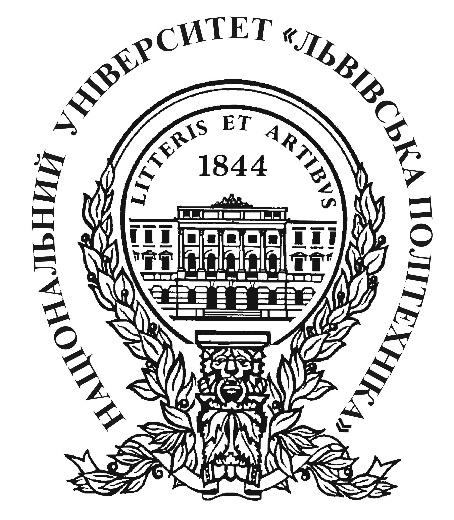 НАЦІОНАЛЬНИЙ УНІВЕРСИТЕТ «ЛЬВІВСЬКА ПОЛІТЕХНІКА»
LITTERIS ET ARTIBVS
1844